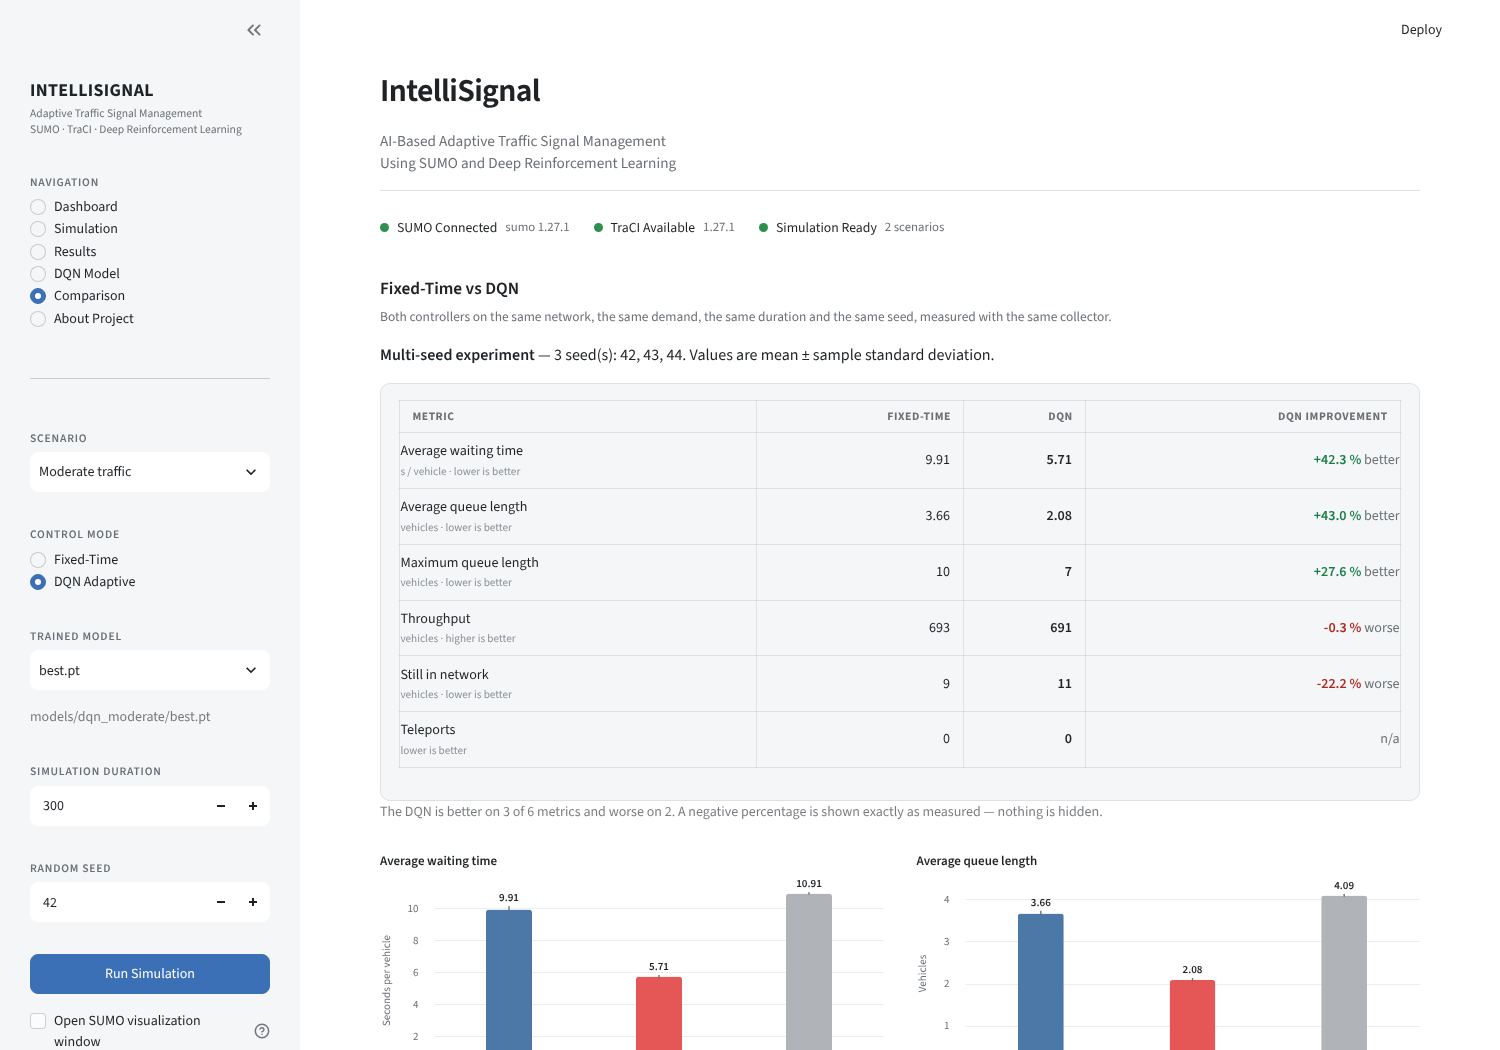 Deploy
INTELLISIGNAL
Adaptive Traffic Signal Management
SUMO · TraCI · Deep Reinforcement Learning
NAVIGATION
Dashboard
Simulation
Results
DQN Model
Comparison
About Project
SCENARIO
Moderate traffic
CONTROL MODE
Fixed-Time
DQN Adaptive
TRAINED MODEL
best.pt
models/dqn_moderate/best.pt
SIMULATION DURATION
300
RANDOM SEED
42
Run Simulation
Open SUMO visualization
window
IntelliSignal
AI-Based Adaptive Traffic Signal Management
Using SUMO and Deep Reinforcement Learning
SUMO Connected sumo 1.27.1 TraCI Available 1.27.1 Simulation Ready 2 scenarios
Fixed-Time vs DQN
Both controllers on the same network, the same demand, the same duration and the same seed, measured with the same collector.
Multi-seed experiment — 3 seed(s): 42, 43, 44. Values are mean ± sample standard deviation.
METRIC FIXED-TIME DQN DQN IMPROVEMENT
Average waiting time 9.91 5.71 +42.3 % better
s / vehicle · lower is better
Average queue length 3.66 2.08 +43.0 % better
vehicles · lower is better
Maximum queue length 10 7 +27.6 % better
vehicles · lower is better
Throughput 693 691 -0.3 % worse
vehicles · higher is better
Still in network 9 11 -22.2 % worse
vehicles · lower is better
Teleports 0 0 n/a
lower is better
The DQN is better on 3 of 6 metrics and worse on 2. A negative percentage is shown exactly as measured — nothing is hidden.
Average waiting time
Seconds per vehicle
10
8
6
4
2
9.91
5.71
10.91
Average queue length
Vehicles
4
3
2
1
3.66
2.08
4.09